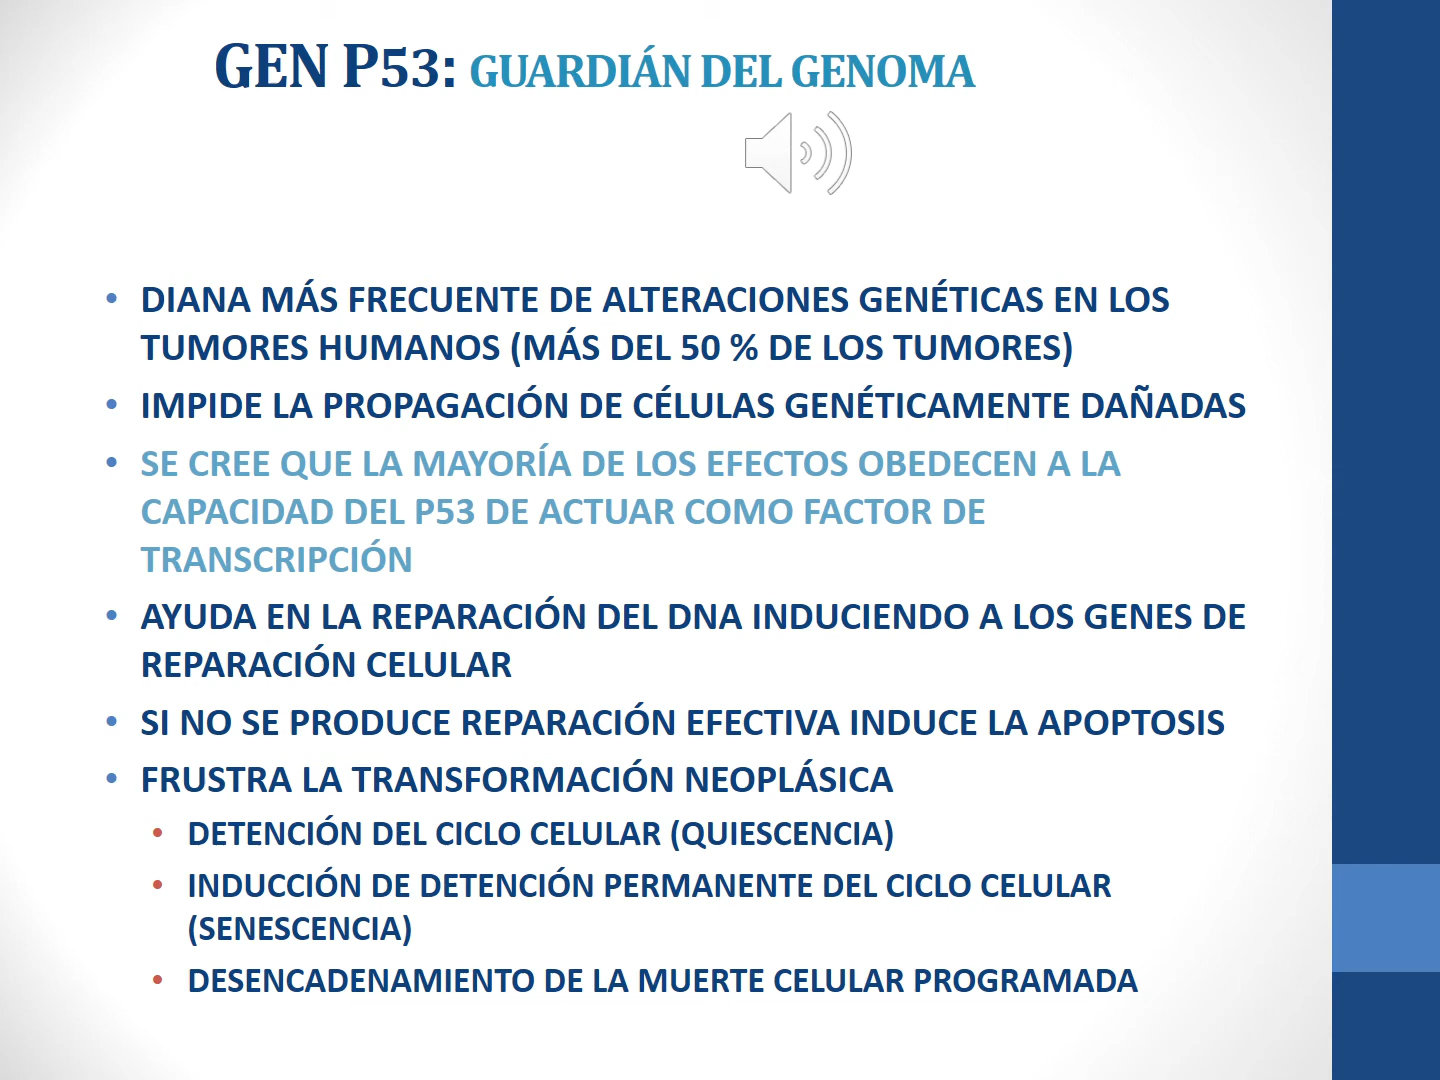 GEN P53: GUARDIÁN DEL GENOMA
• DIANA MÁS FRECUENTE DE ALTERACIONES GENÉTICAS EN LOS
TUMORES HUMANOS (MÁS DEL 50 % DE LOS TUMORES)
• IMPIDE LA PROPAGACIÓN DE CÉLULAS GENÉTICAMENTE DAÑADAS
• SE CREE QUE LA MAYORÍA DE LOS EFECTOS OBEDECEN A LA
CAPACIDAD DEL P53 DE ACTUAR COMO FACTOR DE
TRANSCRIPCIÓN
• AYUDA EN LA REPARACIÓN DEL DNA INDUCIENDO A LOS GENES DE
REPARACIÓN CELULAR
• SI NO SE PRODUCE REPARACIÓN EFECTIVA INDUCE LA APOPTOSIS
• FRUSTRA LA TRANSFORMACIÓN NEOPLÁSICA
• DETENCIÓN DEL CICLO CELULAR (QUIESCENCIA)
• INDUCCIÓN DE DETENCIÓN PERMANENTE DEL CICLO CELULAR
(SENESCENCIA)
• DESENCADENAMIENTO DE LA MUERTE CELULAR PROGRAMADA